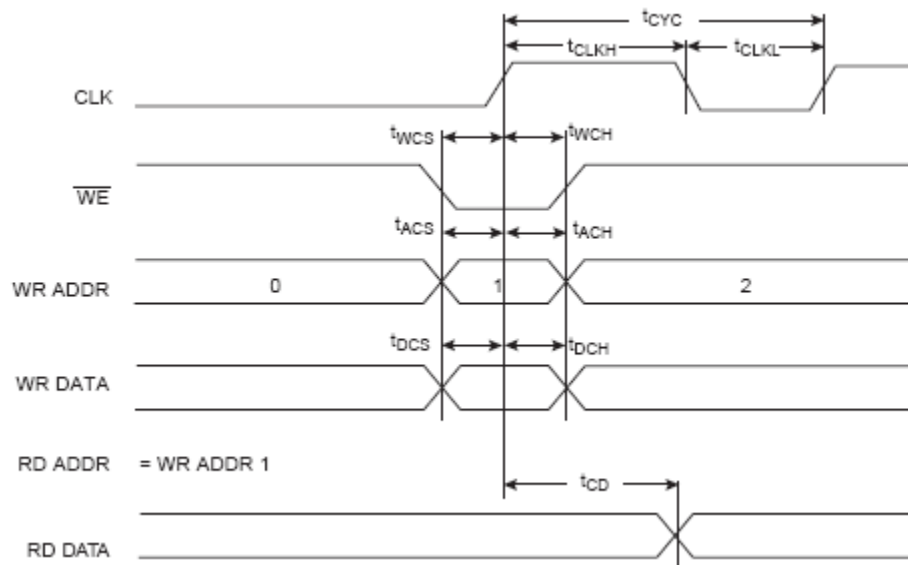 tCYC
tCLKH tCLKL
CLK
tWCS tWCH
WE
tACS tACH
WR ADDR 0 1 2
tDCS tDCH
WR DATA
RD ADDR = WR ADDR 1
tCD
RD DATA